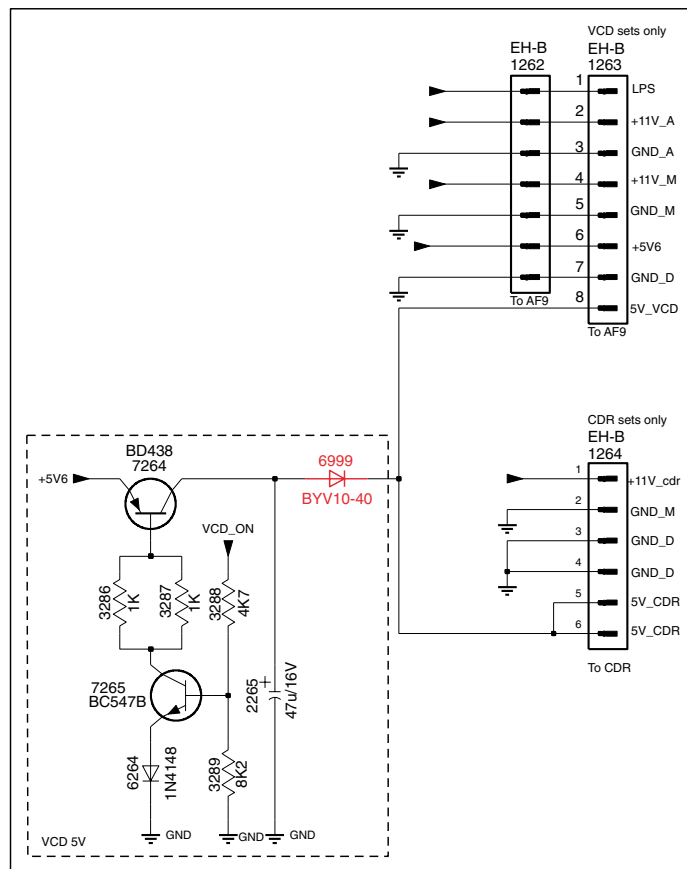 VCD sets only
EH-B
1262
EH-B
1263
1
LPS
2
+11V_A
3
GND_A
4
+11V_M
5
GND_M
6
+5V6
7
GND_D
8
5V_VCD
To AF9
To AF9
CDR sets only
EH-B
1264
1
+11V_cdr
2
GND_M
3
GND_D
4
GND_D
5
5V_CDR
6
5V_CDR
To CDR
BD438
7264
+5V6
6999
BYV10-40
VCD_ON
3286
1K
3287
1K
3288
4K7
7265
BC547B
2265
+
47u/16V
6264
1N4148
3289
8K2
GND
GND
GND
VCD 5V